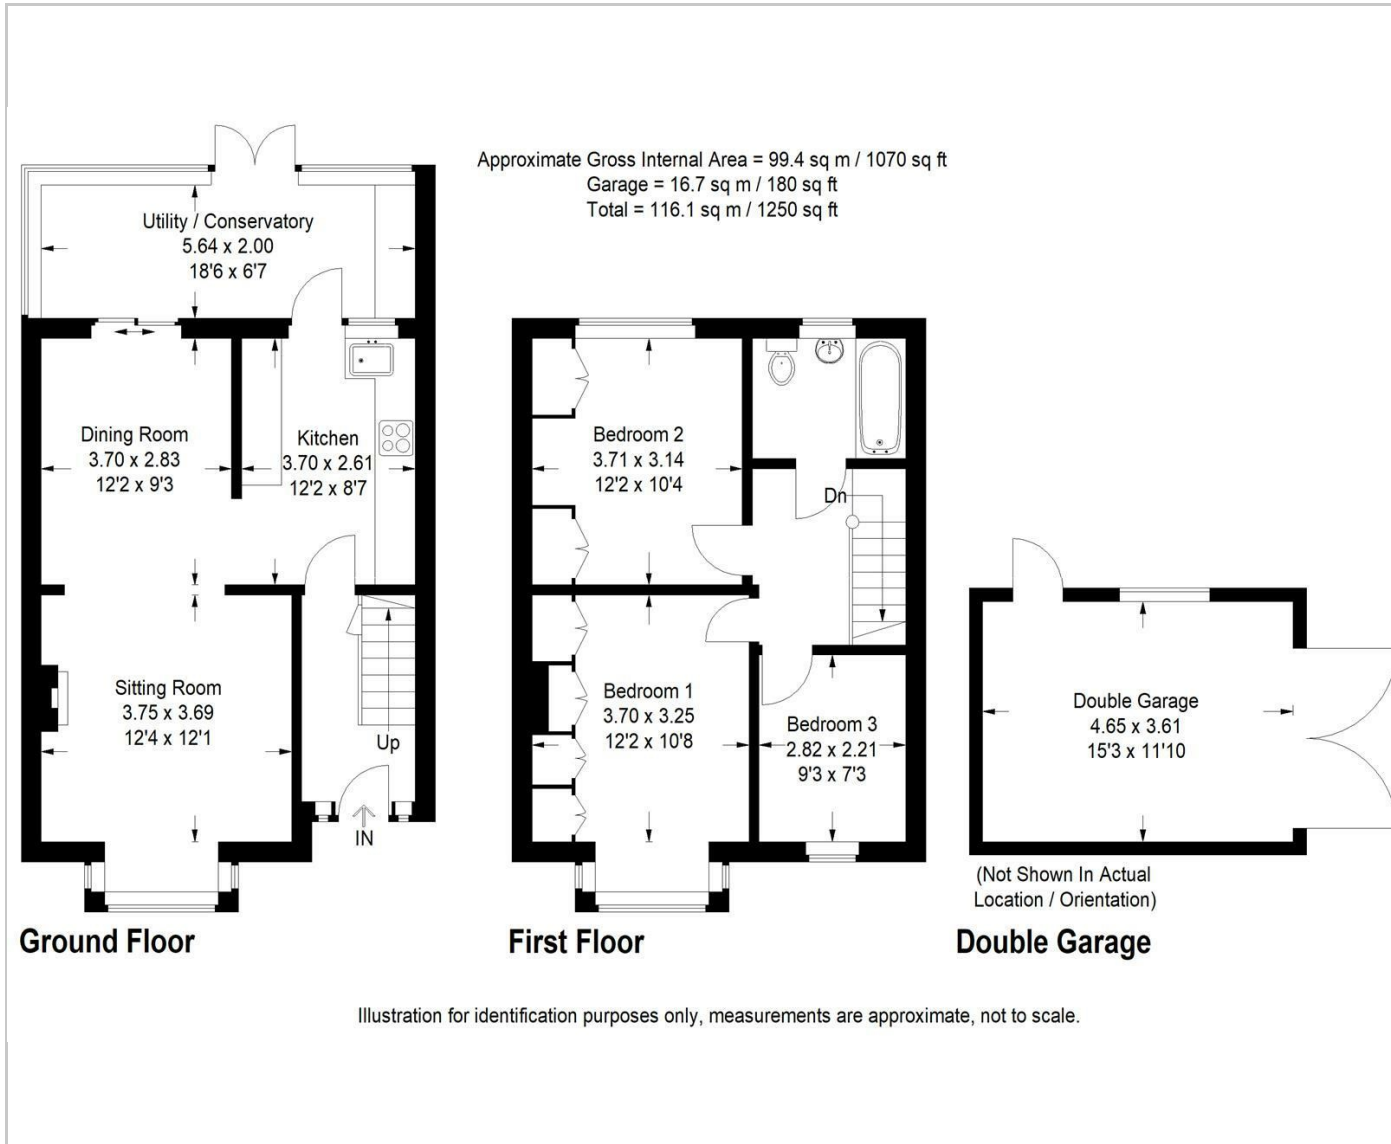 Approximate Gross Internal Area = 99.4 sq m / 1070 sq ft
Garage = 16.7 sq m / 180 sq ft
Total = 116.1 sq m / 1250 sq ft
Utility / Conservatory
5.64 x 2.00
18'6 x 6'7
Dining Room
3.70 x 2.83
12'2 x 9'3
Kitchen
3.70 x 2.61
12'2 x 8'7
Sitting Room
3.75 x 3.69
12'4 x 12'1
Up
IN
Ground Floor
Bedroom 2
3.71 x 3.14
12'2 x 10'4
Dn
Bedroom 1
3.70 x 3.25
12'2 x 10'8
Bedroom 3
2.82 x 2.21
9'3 x 7'3
First Floor
Double Garage
4.65 x 3.61
15'3 x 11'10
(Not Shown In Actual
Location / Orientation)
Double Garage
Illustration for identification purposes only, measurements are approximate, not to scale.